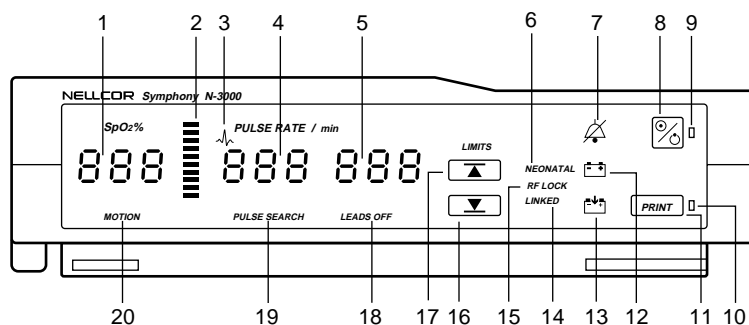 1 2 3 4 5 6 7 8 9
NELLCOR Symphony N-3000
SpO2% PULSE RATE / min
888 888 888
LIMITS
NEONATAL
RF LOCK
LINKED
PRINT
MOTION PULSE SEARCH LEADS OFF
20 19 18 17 16 15 14 13 12 11 10